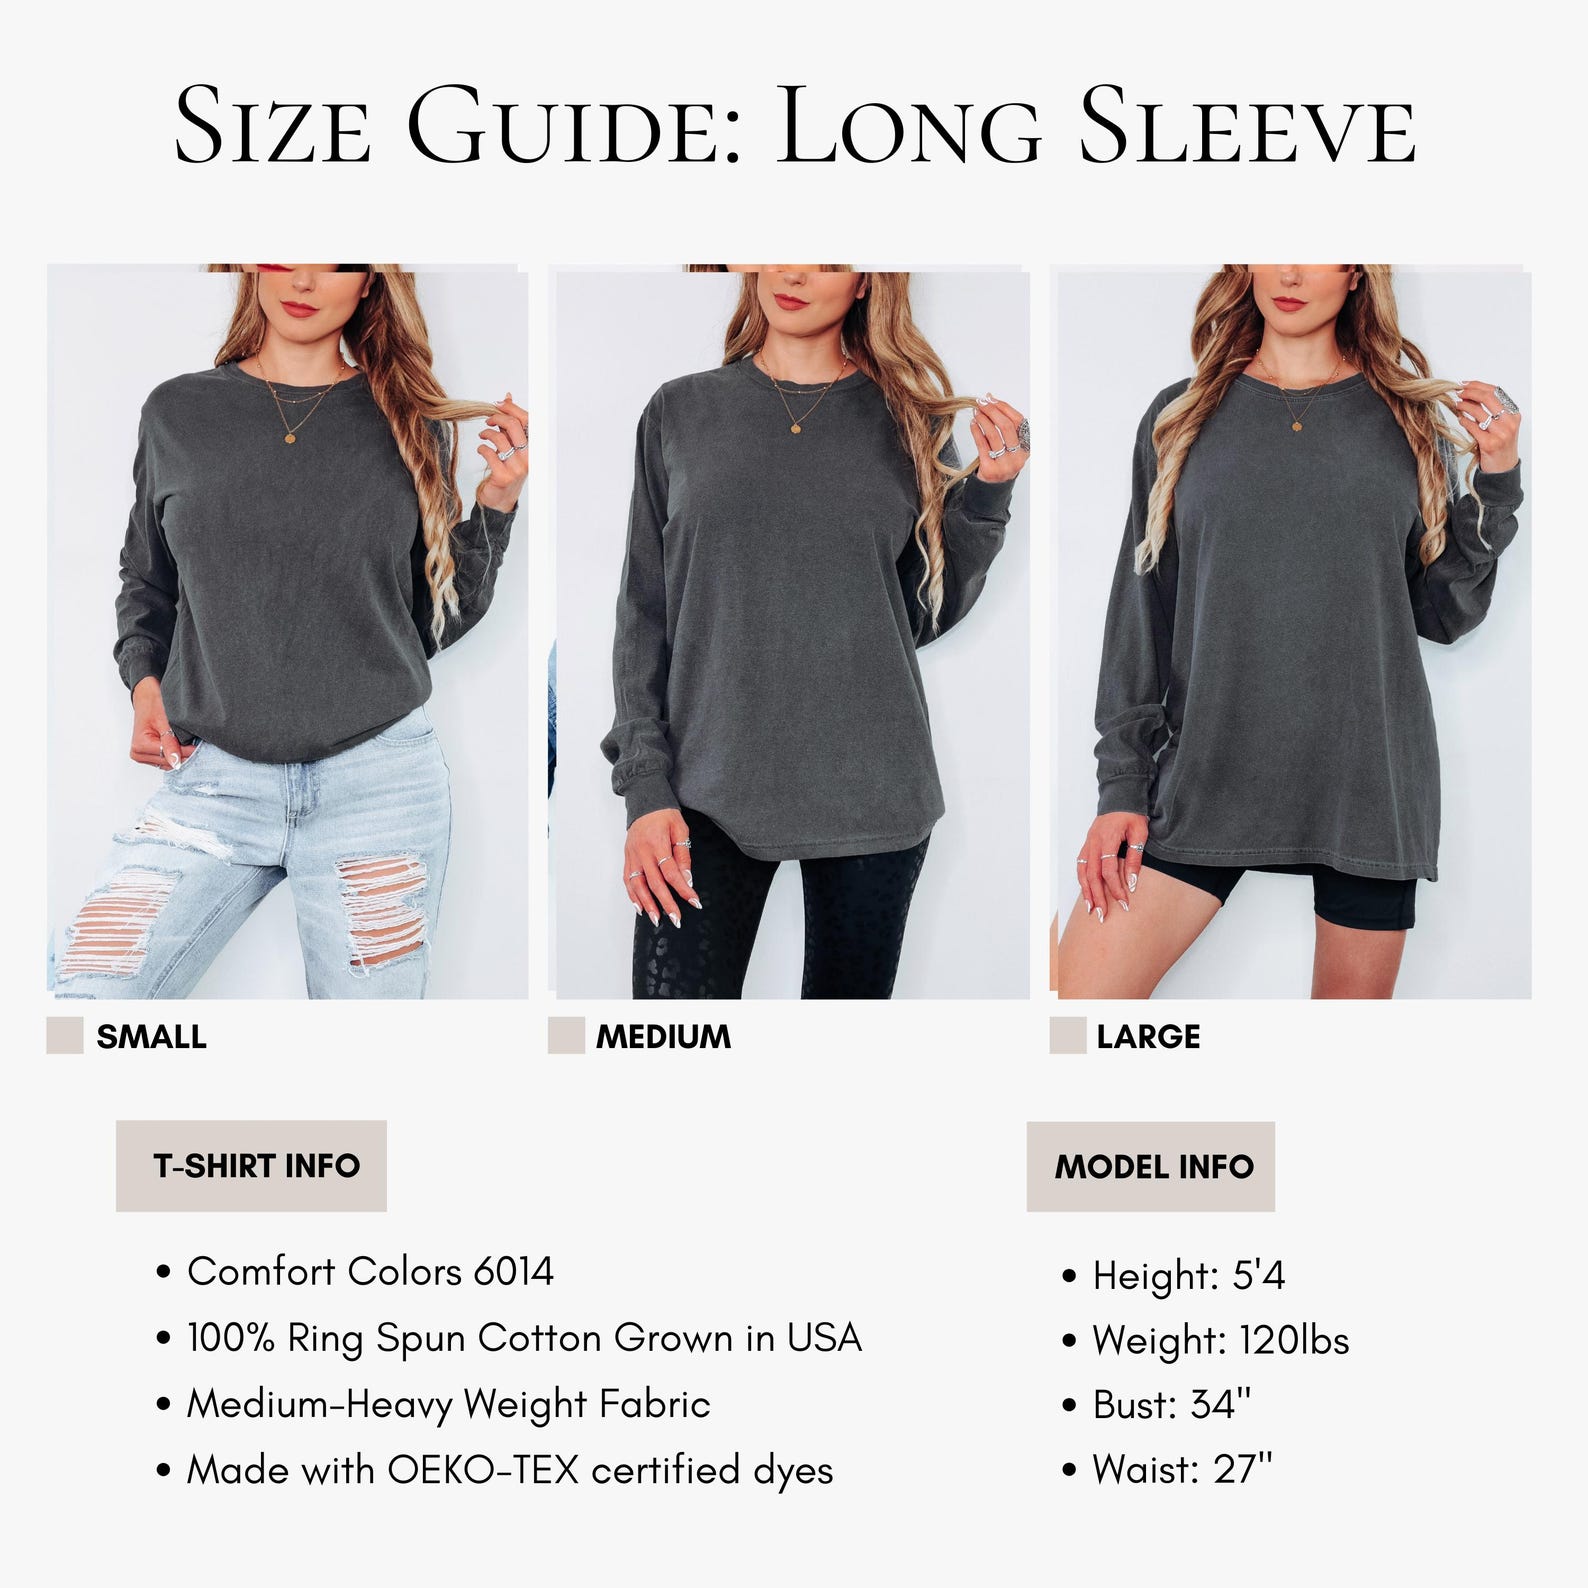 Size Guide: Long Sleeve
SMALL
MEDIUM
LARGE
T-SHIRT INFO
• Comfort Colors 6014
• 100% Ring Spun Cotton Grown in USA
• Medium-Heavy Weight Fabric
• Made with OEKO-TEX certified dyes
MODEL INFO
• Height: 5'4
• Weight: 120lbs
• Bust: 34"
• Waist: 27"